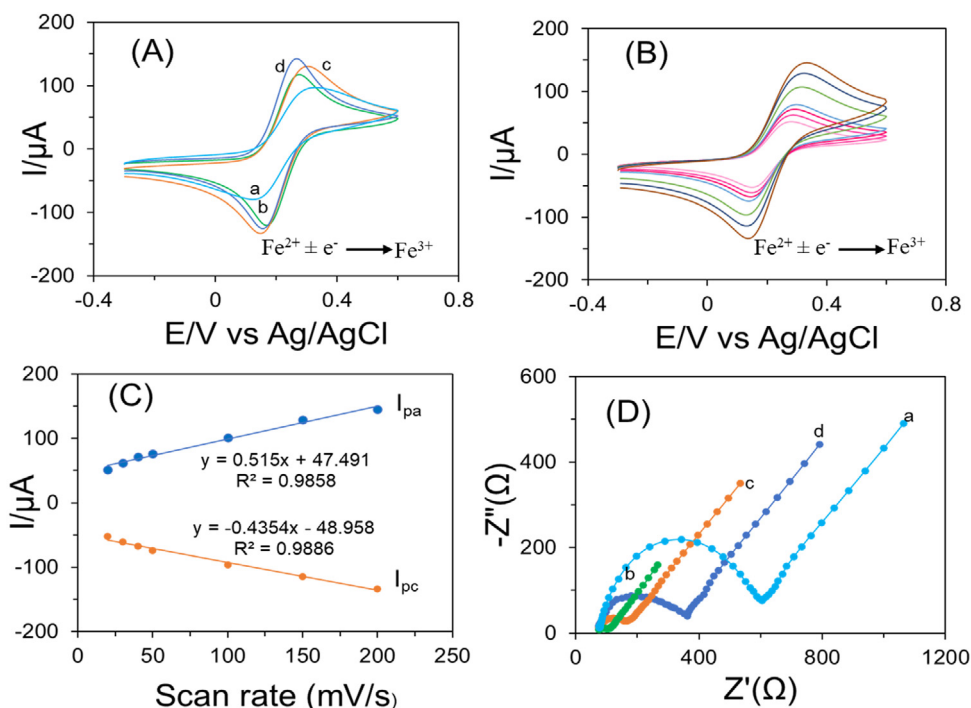 (A)
I/µA
200
100
0
-100
-200
-0.4
0
0.4
0.8
d
c
a
b
Fe²⁺ ± e⁻ ⟶ Fe³⁺
E/V vs Ag/AgCl
(B)
I/µA
200
100
0
-100
-200
-0.4
0
0.4
0.8
Fe²⁺ ± e⁻ ⟶ Fe³⁺
E/V vs Ag/AgCl
(C)
I/µA
200
100
0
-100
-200
0
50
100
150
200
250
Iₚₐ
y = 0.515x + 47.491
R² = 0.9858
y = -0.4354x - 48.958
R² = 0.9886
Iₚc
Scan rate (mV/s)
(D)
-Z"(Ω)
600
400
200
0
0
400
800
1200
a
d
c
b
Z'(Ω)